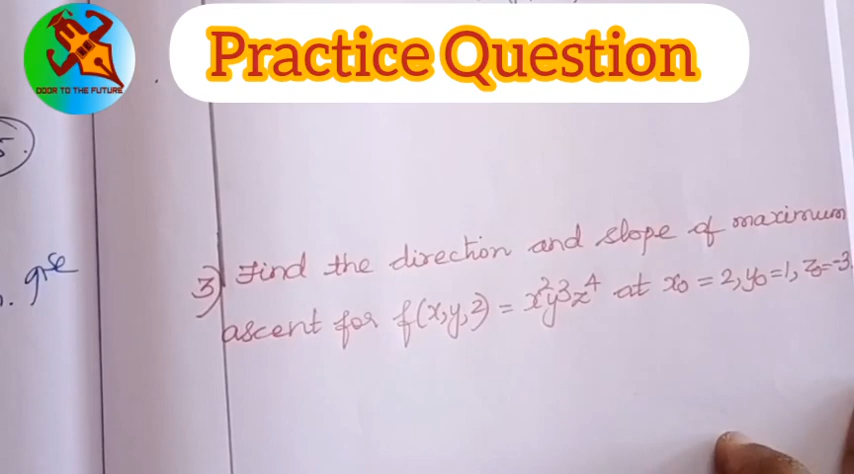 Practice Question
DOOR TO THE FUTURE
5.
3) Find the direction and slope of maximum
ascent for f(x,y,z) = x²y³z⁴ at x₀ = 2, y₀ = 1, z₀ = -3